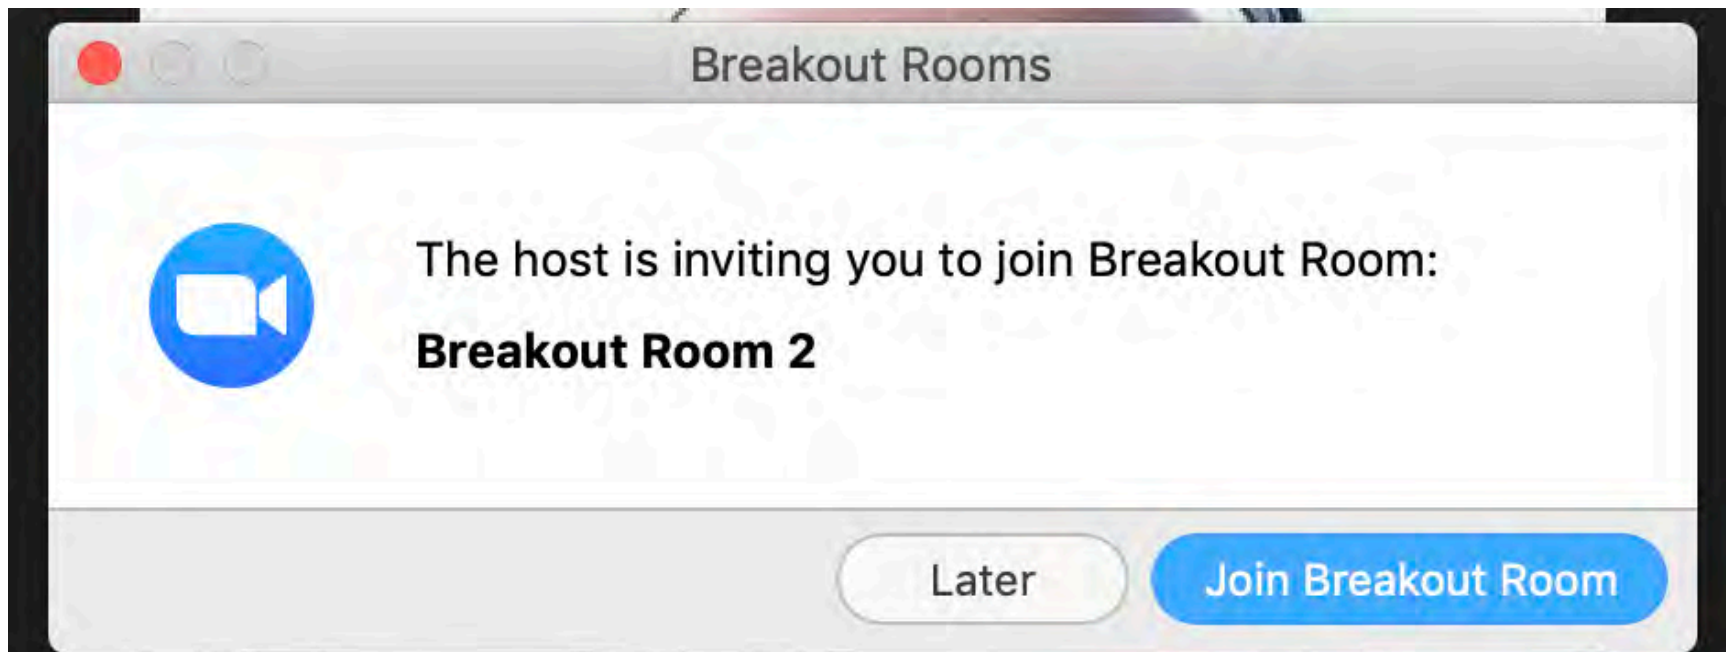 Breakout Rooms
The host is inviting you to join Breakout Room:
Breakout Room 2
Later
Join Breakout Room